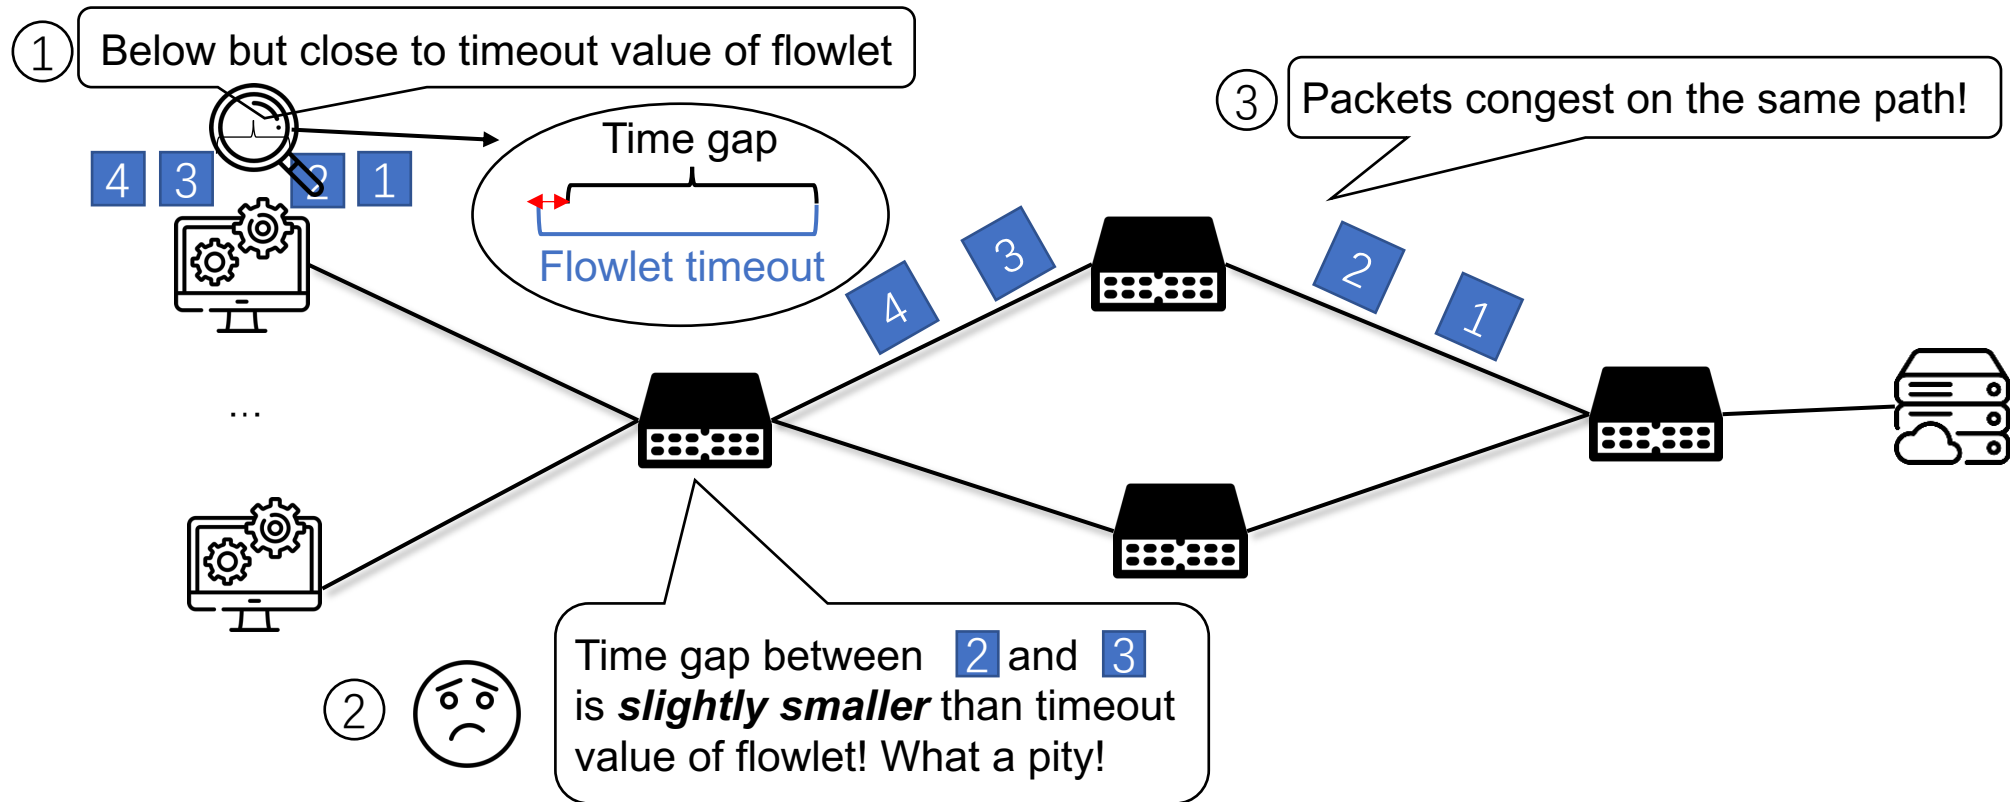 ① Below but close to timeout value of flowlet
③ Packets congest on the same path!
Time gap
Flowlet timeout
4 3 2 1
4 3 2 1
...
② Time gap between 2 and 3
is slightly smaller than timeout
value of flowlet! What a pity!